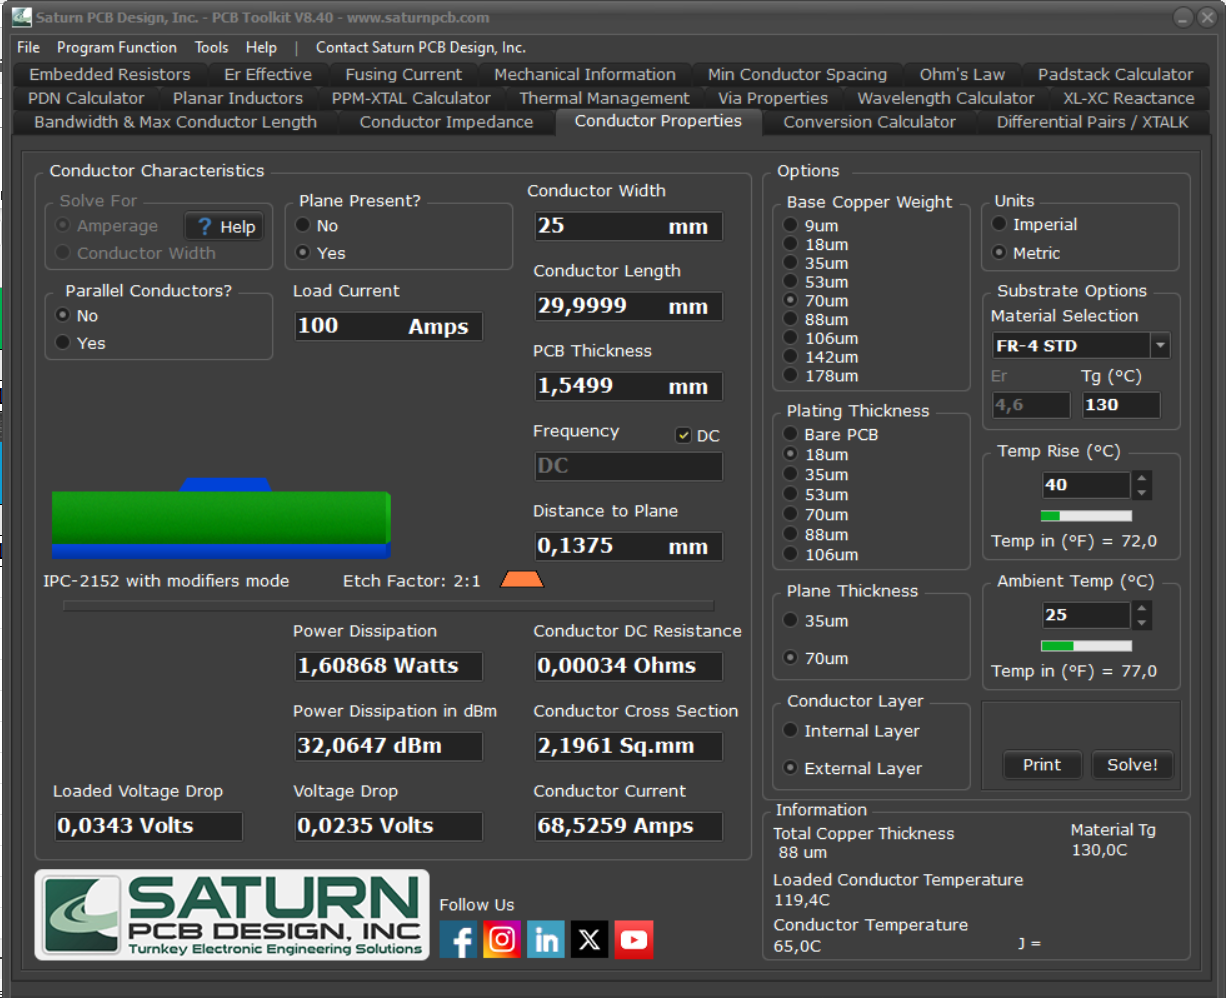 Saturn PCB Design, Inc. - PCB Toolkit V8.40 - www.saturnpcb.com
File Program Function Tools Help | Contact Saturn PCB Design, Inc.
Embedded Resistors Er Effective Fusing Current Mechanical Information Min Conductor Spacing Ohm's Law Padstack Calculator
PDN Calculator Planar Inductors PPM-XTAL Calculator Thermal Management Via Properties Wavelength Calculator XL-XC Reactance
Bandwidth & Max Conductor Length Conductor Impedance Conductor Properties Conversion Calculator Differential Pairs / XTALK
Conductor Characteristics
Solve For
Amperage
? Help
Conductor Width
Plane Present?
No
Yes
Parallel Conductors?
No
Yes
Load Current
100 Amps
Conductor Width
25 mm
Conductor Length
29,9999 mm
PCB Thickness
1,5499 mm
Frequency
DC
DC
Distance to Plane
0,1375 mm
IPC-2152 with modifiers mode
Etch Factor: 2:1
Power Dissipation
1,60868 Watts
Conductor DC Resistance
0,00034 Ohms
Power Dissipation in dBm
32,0647 dBm
Conductor Cross Section
2,1961 Sq.mm
Loaded Voltage Drop
0,0343 Volts
Voltage Drop
0,0235 Volts
Conductor Current
68,5259 Amps
Options
Base Copper Weight
9um
18um
35um
53um
70um
88um
106um
142um
178um
Plating Thickness
Bare PCB
18um
35um
53um
70um
88um
106um
Plane Thickness
35um
70um
Conductor Layer
Internal Layer
External Layer
Units
Imperial
Metric
Substrate Options
Material Selection
FR-4 STD
Er
Tg (°C)
4,6
130
Temp Rise (°C)
40
Temp in (°F) = 72,0
Ambient Temp (°C)
25
Temp in (°F) = 77,0
Print
Solve!
Information
Total Copper Thickness
88 um
Material Tg
130,0C
Loaded Conductor Temperature
119,4C
Conductor Temperature
65,0C
J =
SATURN
PCB DESIGN, INC
Turnkey Electronic Engineering Solutions
Follow Us